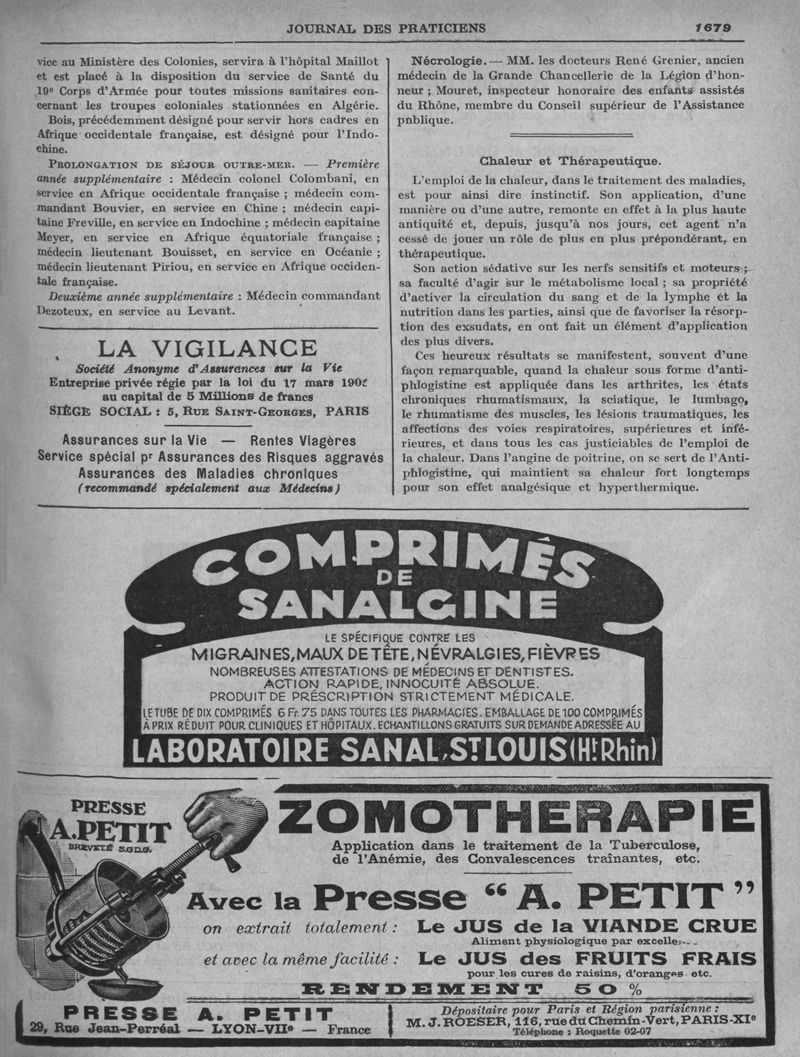 JOURNAL DES PRATICIENS
1679
vice au Ministère des Colonies, servira à l'hôpital Maillot
et est placé à la disposition du service de Santé du
19e Corps d'Armée pour toutes missions sanitaires con-
cernant les troupes coloniales stationnées en Algérie.
Bois, précédemment désigné pour servir hors cadres en
Afrique occidentale française, est désigné pour l'Indo-
chine.
PROLONGATION DE SÉJOUR OUTRE-MER. — Première
année supplémentaire : Médecin colonel Colombani, en
service en Afrique occidentale française ; médecin com-
mandant Bouvier, en service en Chine ; médecin capi-
taine Freville, en service en Indochine ; médecin capitaine
Meyer, en service en Afrique équatoriale française ;
médecin lieutenant Bouisset, en service en Océanie ;
médecin lieutenant Piriou, en service en Afrique occiden-
tale française.
Deuxième année supplémentaire : Médecin commandant
Dezoteux, en service au Levant.
LA VIGILANCE
Société Anonyme d'Assurances sur la Vie
Entreprise privée régie par la loi du 17 mars
au capital de 5 Millions de francs
SIÈGE SOCIAL : 5, RUE SAINT-GEORGES, PARIS
Assurances sur la Vie — Rentes Viagères
Service spécial pr Assurances des Risques aggravés
Assurances des Maladies chroniques
(recommandé spécialement aux Médecins)
Nécrologie. — MM. les docteurs René Grenier, ancien
médecin de la Grande Chancellerie de la Légion d'hon-
neur ; Mouret, inspecteur honoraire des enfants assistés
du Rhône, membre du Conseil supérieur de l'Assistance
pnblique.
Chaleur et Thérapeutique.
L'emploi de la chaleur, dans le traitement des maladies,
est pour ainsi dire instinctif. Son application, d'une
manière ou d'une autre, remonte en effet à la plus haute
antiquité et, depuis, jusqu'à nos jours, cet agent n'a
cessé de jouer un rôle de plus en plus prépondérant, en
thérapeutique.
Son action sédative sur les nerfs sensitifs et moteurs ;
sa faculté d'agir sur le métabolisme local ; sa propriété
d'activer la circulation du sang et de la lymphe et la
nutrition dans les parties, ainsi que de favoriser la résorp-
tion des exsudats, en ont fait un élément d'application
des plus divers.
Ces heureux résultats se manifestent, souvent d'une
façon remarquable, quand la chaleur sous forme d'anti-
phlogistine est appliquée dans les arthrites, les états
chroniques rhumatismaux, la sciatique, le lumbago,
le rhumatisme des muscles, les lésions traumatiques, les
affections des voies respiratoires, supérieures et infé-
rieures, et dans tous les cas justiciables de l'emploi de
la chaleur. Dans l'angine de poitrine, on se sert de l'Anti-
phlogistine, qui maintient sa chaleur fort longtemps
pour son effet analgésique et hyperthermique.
COMPRIMÉS
DE
SANALGINE
LE SPÉCIFIQUE CONTRE LES
MIGRAINES, MAUX DE TÊTE, NÉVRALGIES, FIÈVRES
NOMBREUSES ATTESTATIONS DE MÉDECINS ET DENTISTES.
ACTION RAPIDE, INNOCUITÉ ABSOLUE.
PRODUIT DE PRÉSCRIPTION STRICTEMENT MÉDICALE.
LE TUBE DE DIX COMPRIMÉS 6 Fr. 75 DANS TOUTES LES PHARMACIES. EMBALLAGE DE 100 COMPRIMÉS
À PRIX RÉDUIT POUR CLINIQUES ET HÔPITAUX. ECHANTILLONS GRATUITS SUR DEMANDE ADRESSÉE AU
LABORATOIRE SANAL, ST. LOUIS (Ht. Rhin)
PRESSE
A. PETIT
BREVETÉ S.G.D.G.
ZOMOTHERAPIE
Application dans le traitement de la Tuberculose,
de l'Anémie, des Convalescences traînantes, etc.
Avec la Presse “ A. PETIT ”
on extrait totalement : Le JUS de la VIANDE CRUE
Aliment physiologique par
et avec la même facilité : Le JUS des FRUITS FRAIS
pour les cures de raisins, d'oranges etc.
RENDEMENT 50 %
PRESSE A. PETIT
29, Rue Jean-Perréal — LYON-VIIe — France
Dépositaire pour Paris et Région parisienne :
M. J. ROESER, 116, rue du Chemin-Vert, PARIS-XIe
Téléphone : Roquette 02-07